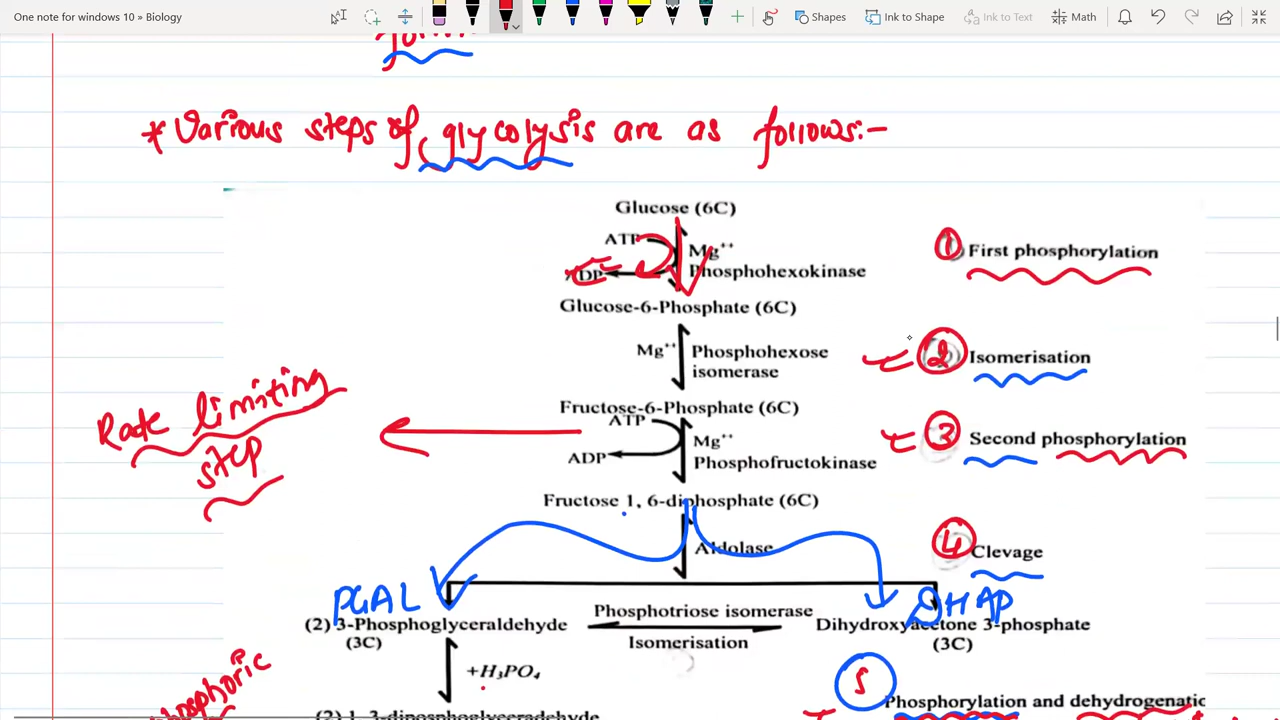 One note for windows 10 » Biology
Shapes
Ink to Shape
Ink to Text
Math
* Various steps of glycolysis are as follows:-
Glucose (6C)
ATP
Mg++
Phosphohexokinase
① First phosphorylation
Glucose-6-Phosphate (6C)
Mg++
Phosphohexose
isomerase
② Isomerisation
Fructose-6-Phosphate (6C)
ATP
ADP
Mg++
Phosphofructokinase
③ Second phosphorylation
Rate limiting
step
Fructose 1, 6-diphosphate (6C)
Aldolase
④ Clevage
PGAL
DHAP
(2) 3-Phosphoglyceraldehyde
(3C)
Phosphotriose isomerase
Isomerisation
Dihydroxyacetone 3-phosphate
(3C)
+H₃PO₄
phosphoric
5
Phosphorylation and dehydrogenatic